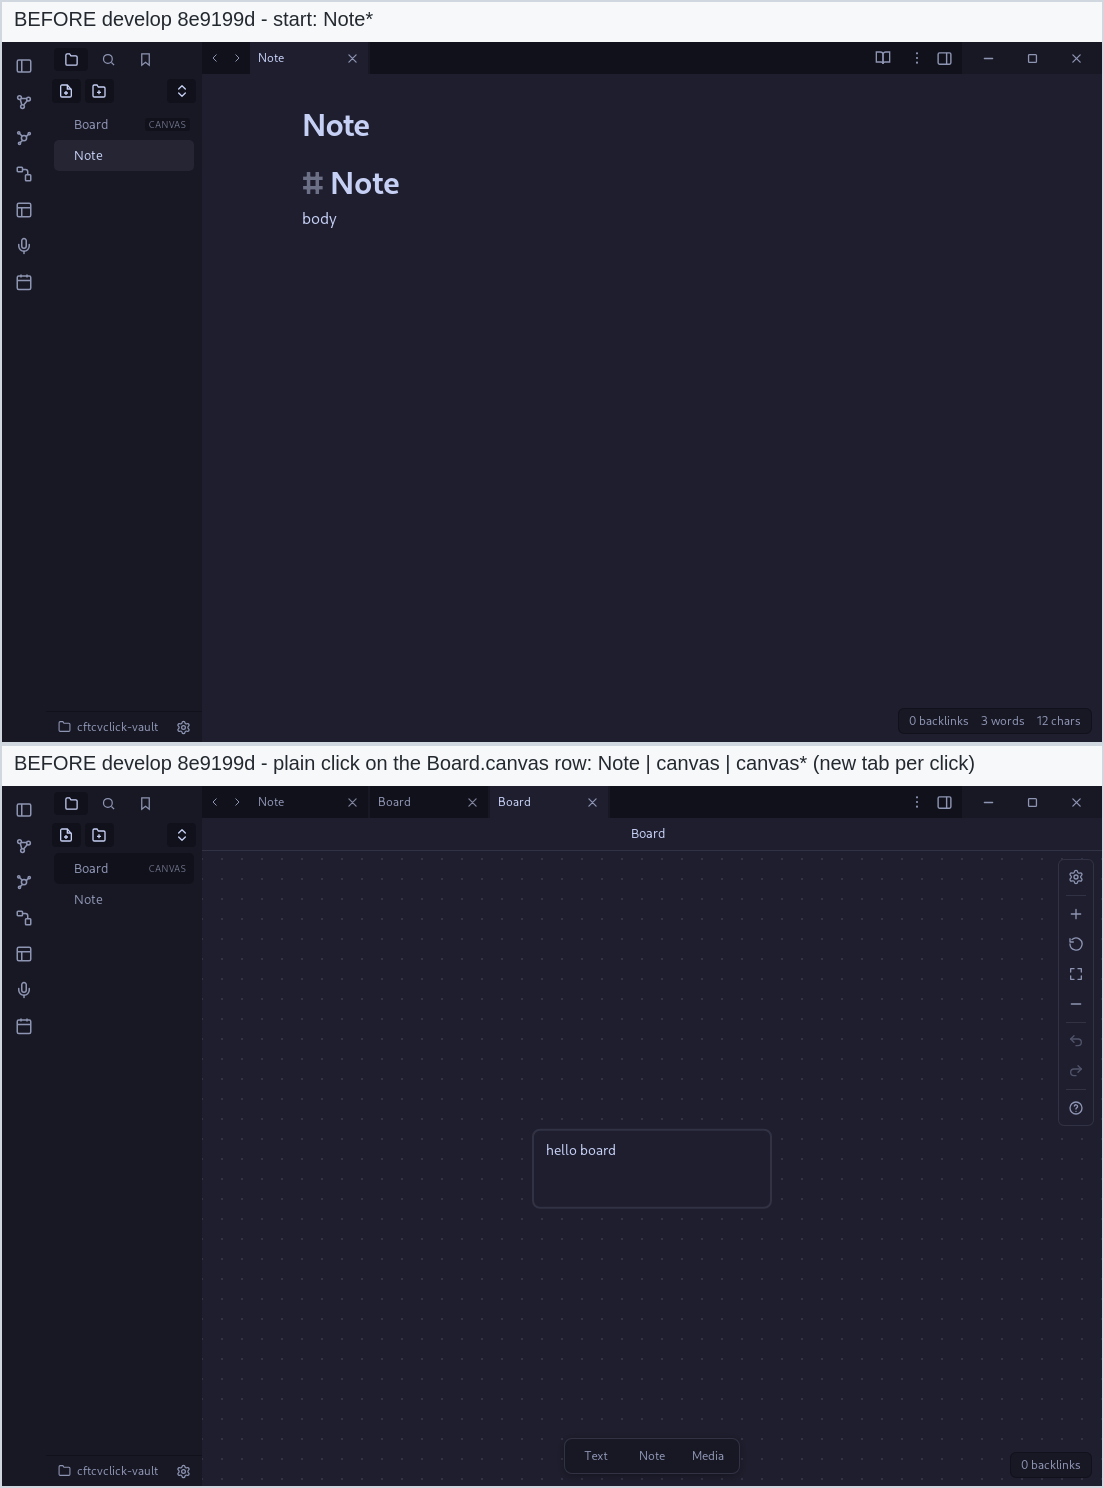 BEFORE develop 8e9199d - start: Note*
Note
Board CANVAS
Note
Note
# Note
body
cftcvclick-vault
0 backlinks 3 words 12 chars
BEFORE develop 8e9199d - plain click on the Board.canvas row: Note | canvas | canvas* (new tab per click)
Note Board Board
Board
Board CANVAS
Note
hello board
Text Note Media
cftcvclick-vault
0 backlinks